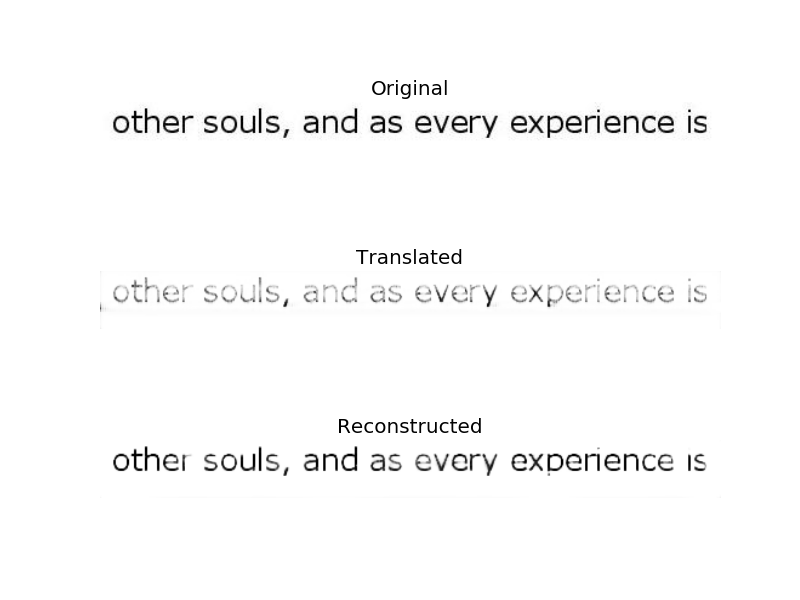 Original
other souls, and as every experience is
Translated
other souls, and as every experience is
Reconstructed
other souls, and as every experience is